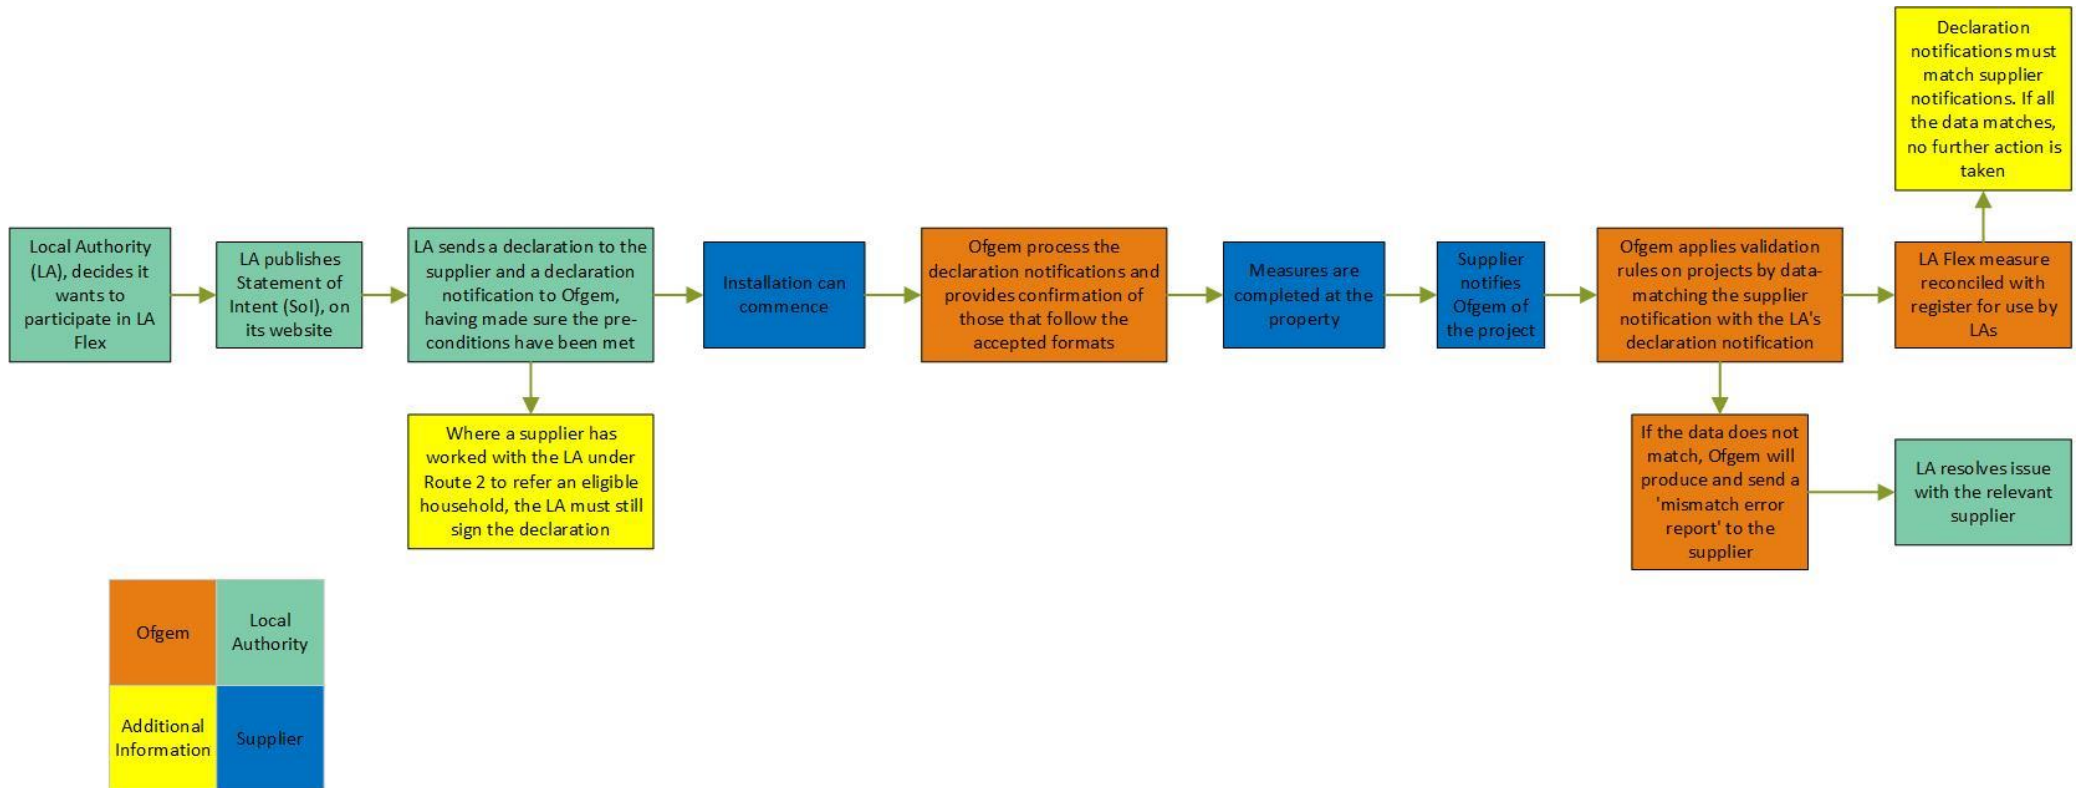 Local Authority
(LA), decides it
wants to
participate in LA
Flex
LA publishes
Statement of
Intent (SoI), on
its website
LA sends a declaration to the
supplier and a declaration
notification to Ofgem,
having made sure the pre-
conditions have been met
Where a supplier has
worked with the LA under
Route 2 to refer an eligible
household, the LA must still
sign the declaration
Installation can
commence
Ofgem process the
declaration notifications and
provides confirmation of
those that follow the
accepted formats
Measures are
completed at the
property
Supplier
notifies
Ofgem of
the project
Ofgem applies validation
rules on projects by data-
matching the supplier
notification with the LA's
declaration notification
LA Flex measure
reconciled with
register for use by
LAs
Declaration
notifications must
match supplier
notifications. If all
the data matches,
no further action is
taken
If the data does not
match, Ofgem will
produce and send a
'mismatch error
report' to the
supplier
LA resolves issue
with the relevant
supplier
Ofgem
Local
Authority
Additional
Information
Supplier